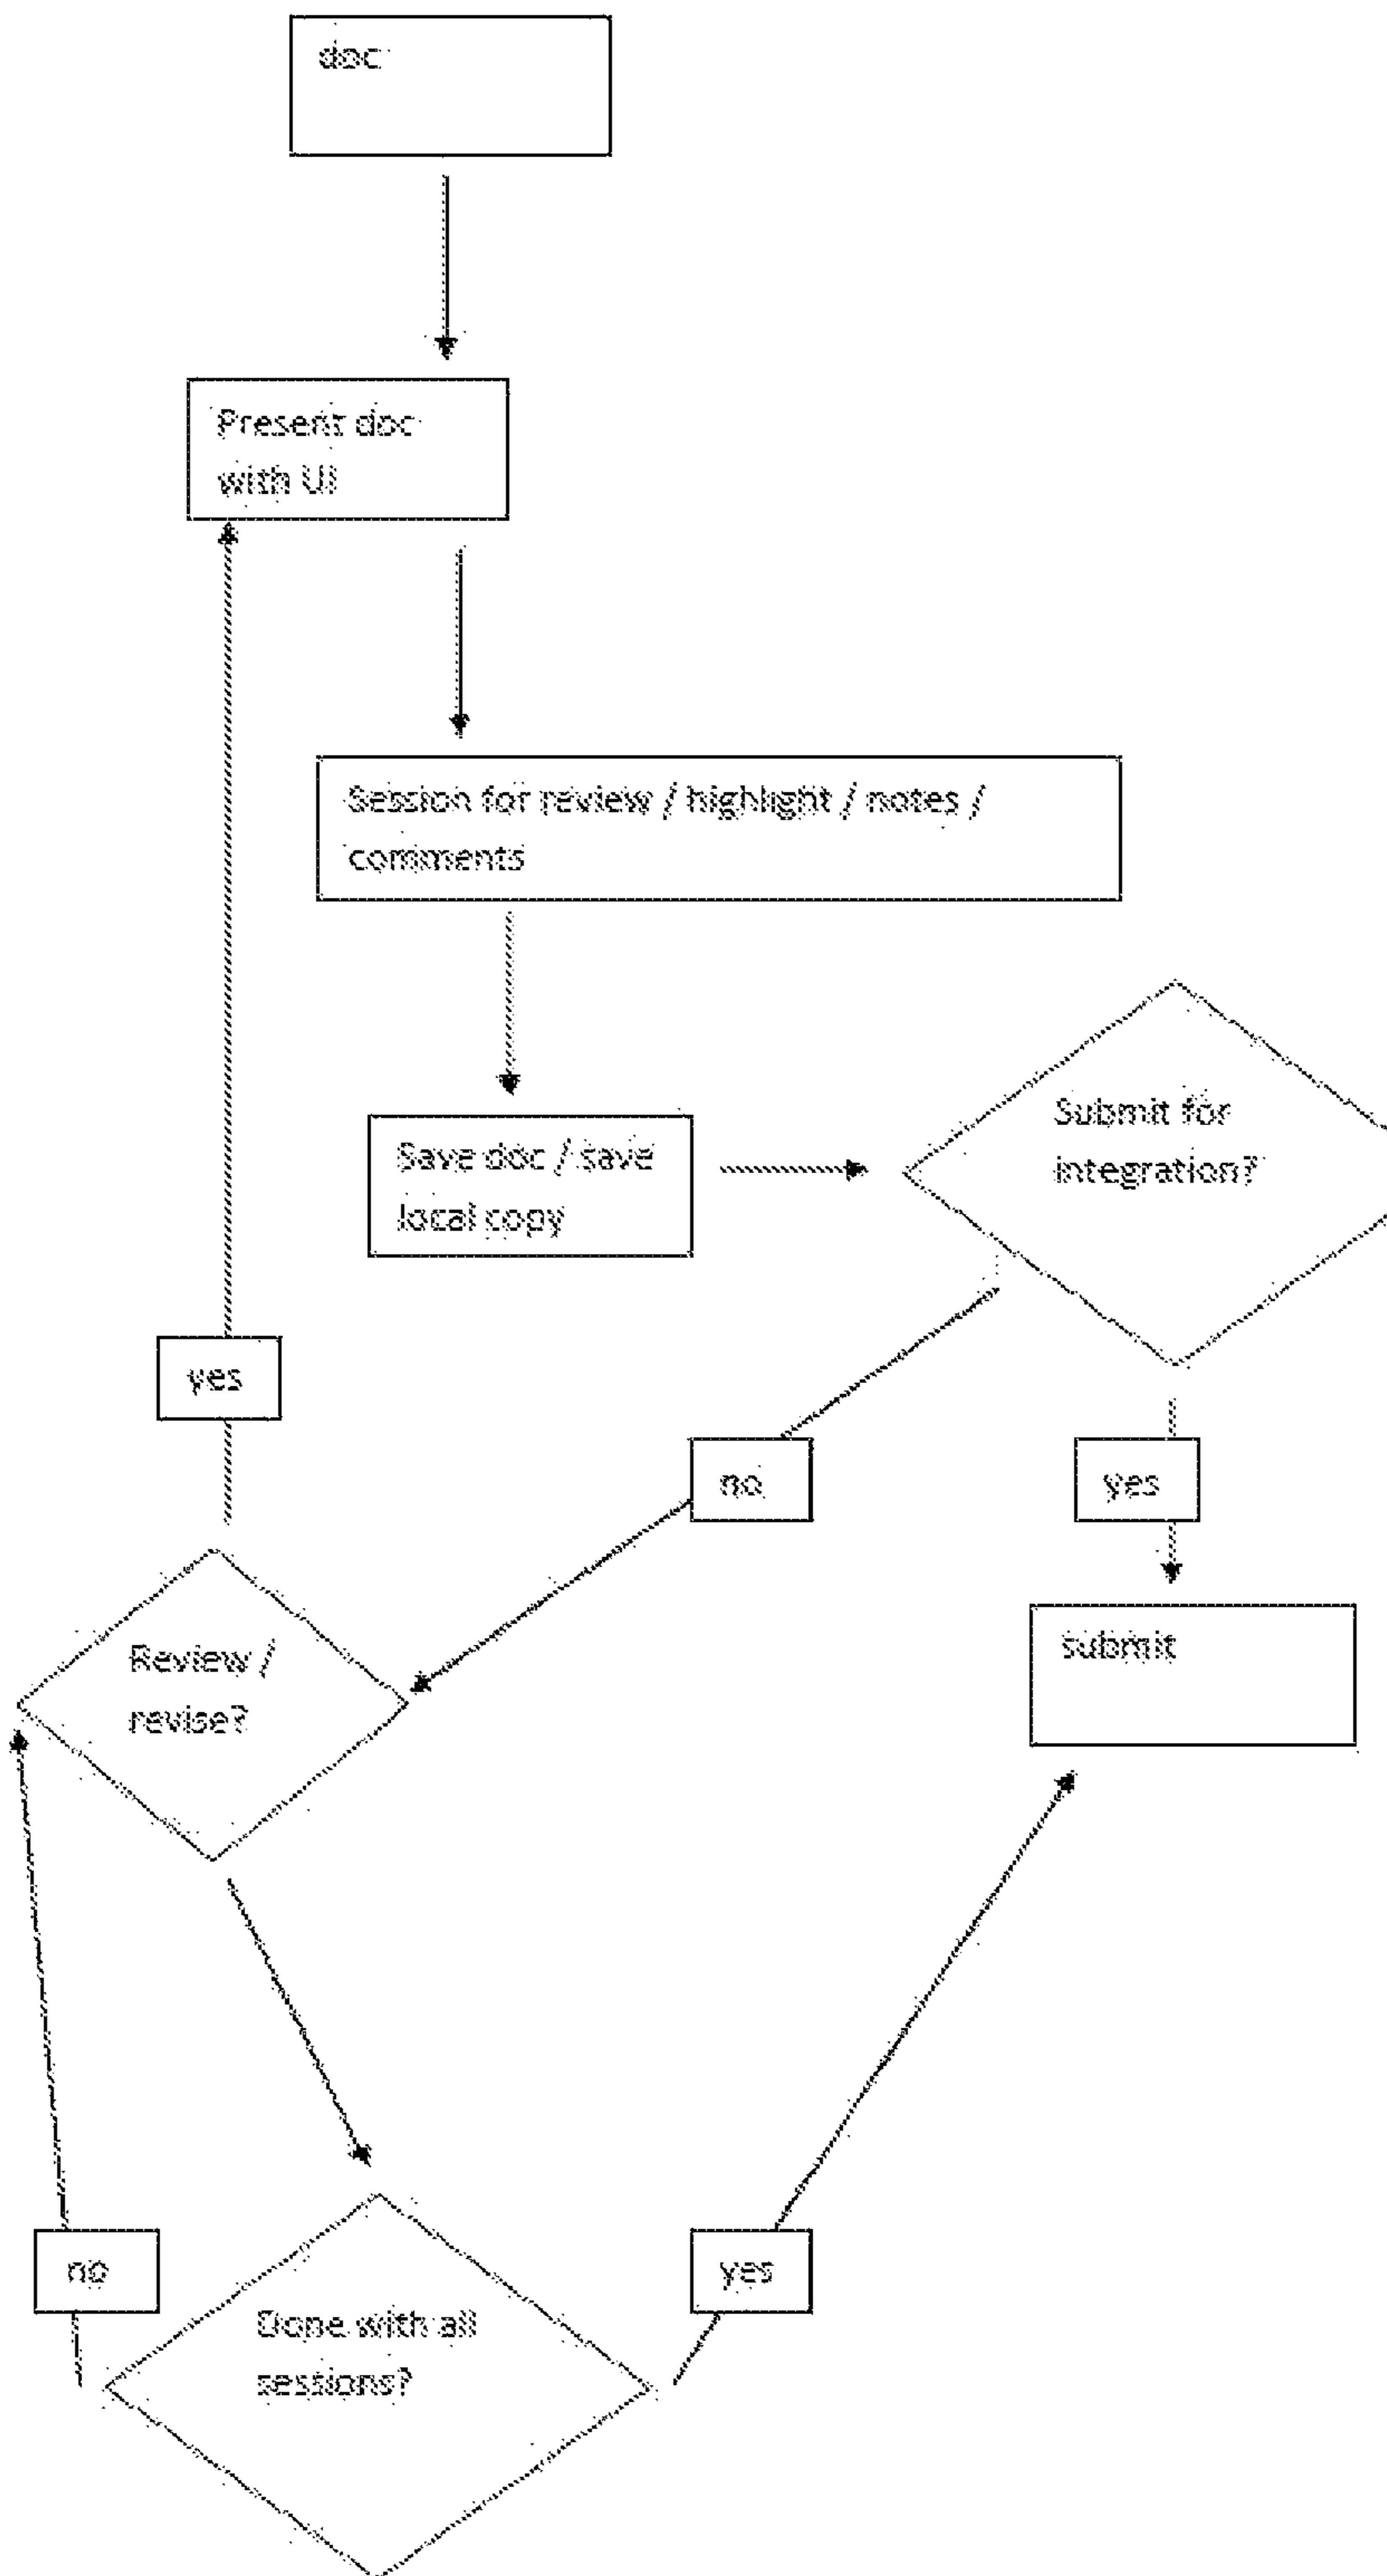 doc
Present doc
with UI
Session for review / highlight / notes /
comments
Save doc / save
local copy
Submit for
integration?
yes
no
yes
Review /
revise?
submit
no
yes
Done with all
sessions?